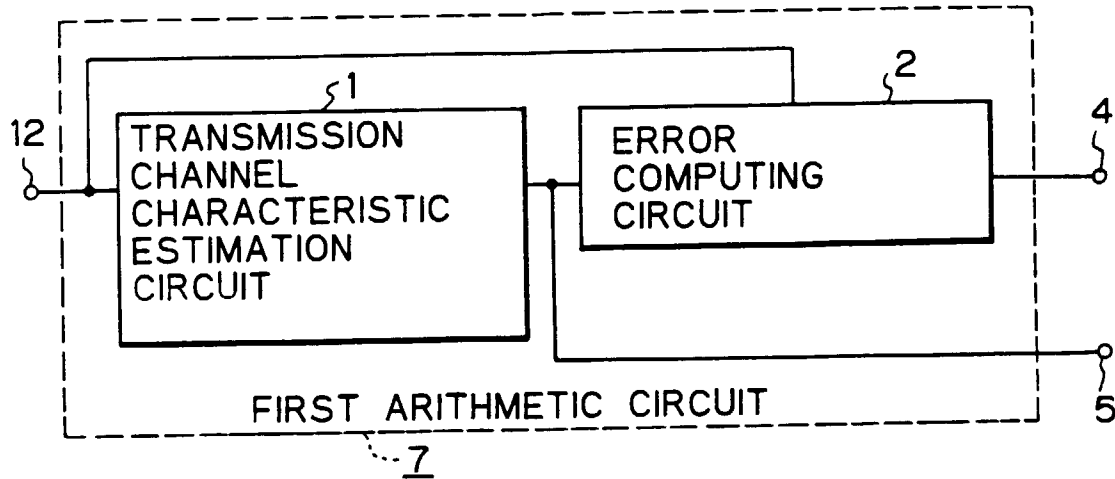 1
2
12
4
TRANSMISSION
CHANNEL
CHARACTERISTIC
ESTIMATION
CIRCUIT
ERROR
COMPUTING
CIRCUIT
5
FIRST ARITHMETIC CIRCUIT
7